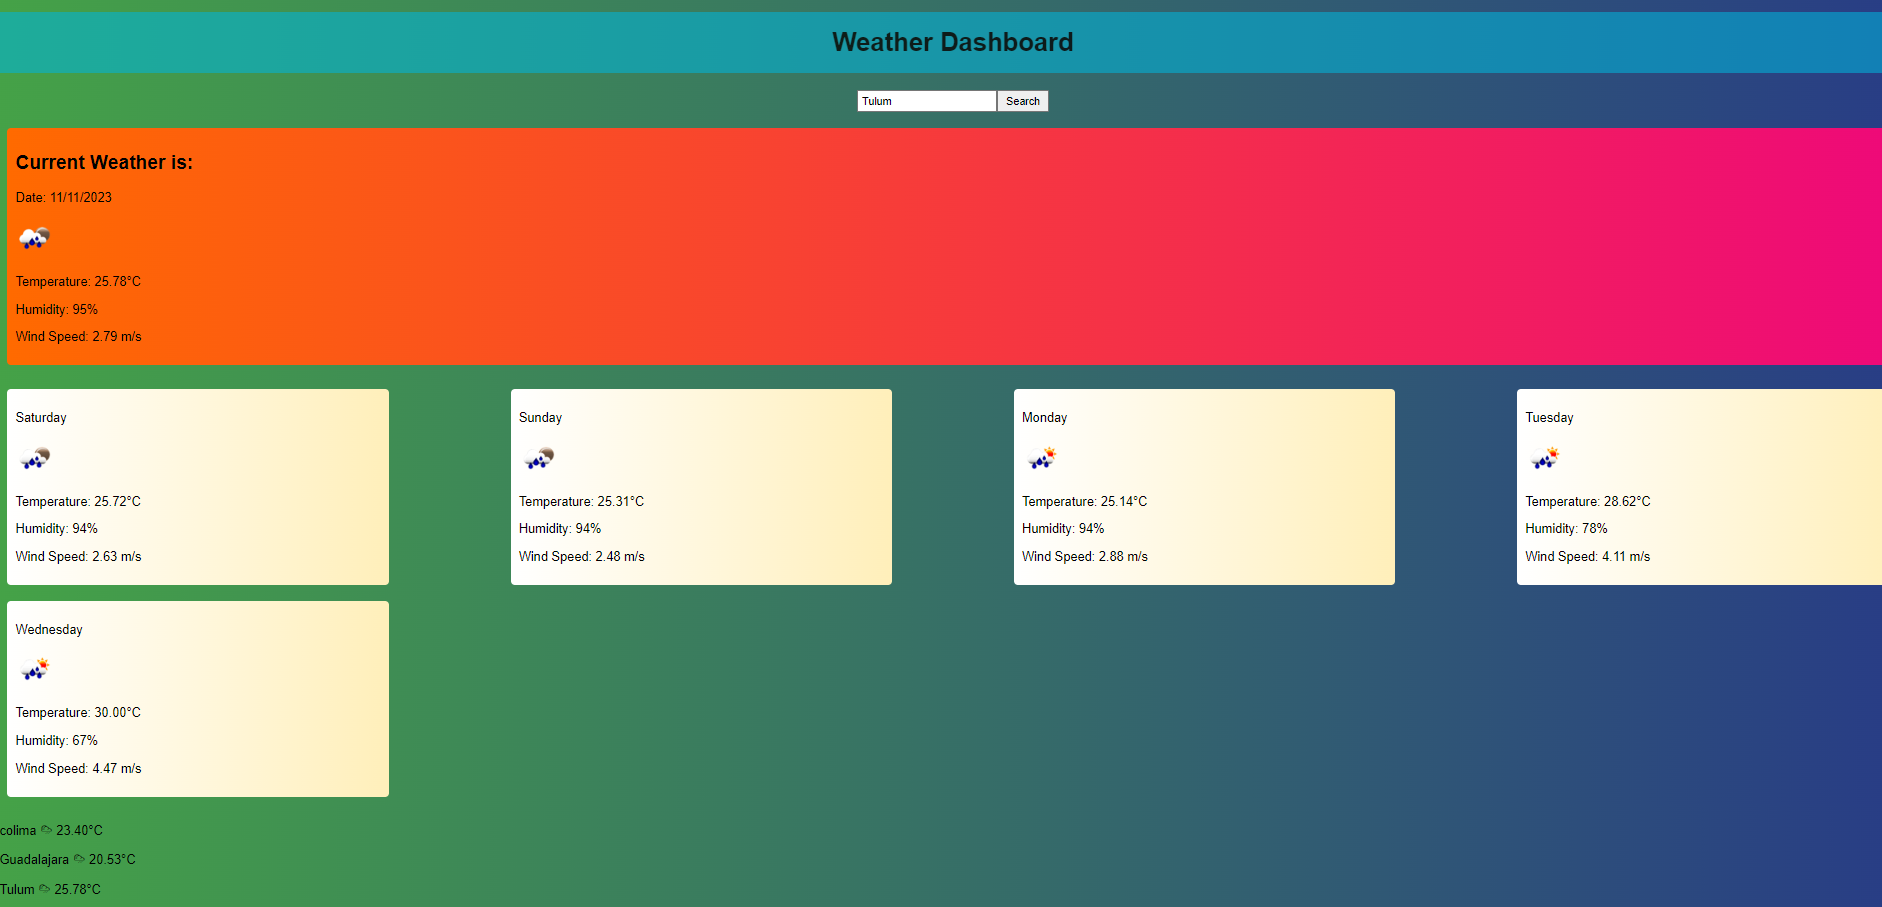 Weather Dashboard
Tulum Search
Current Weather is:
Date: 11/11/2023
Temperature: 25.78°C
Humidity: 95%
Wind Speed: 2.79 m/s
Saturday
Temperature: 25.72°C
Humidity: 94%
Wind Speed: 2.63 m/s
Sunday
Temperature: 25.31°C
Humidity: 94%
Wind Speed: 2.48 m/s
Monday
Temperature: 25.14°C
Humidity: 94%
Wind Speed: 2.88 m/s
Tuesday
Temperature: 28.62°C
Humidity: 78%
Wind Speed: 4.11 m/s
Wednesday
Temperature: 30.00°C
Humidity: 67%
Wind Speed: 4.47 m/s
colima 23.40°C
Guadalajara 20.53°C
Tulum 25.78°C